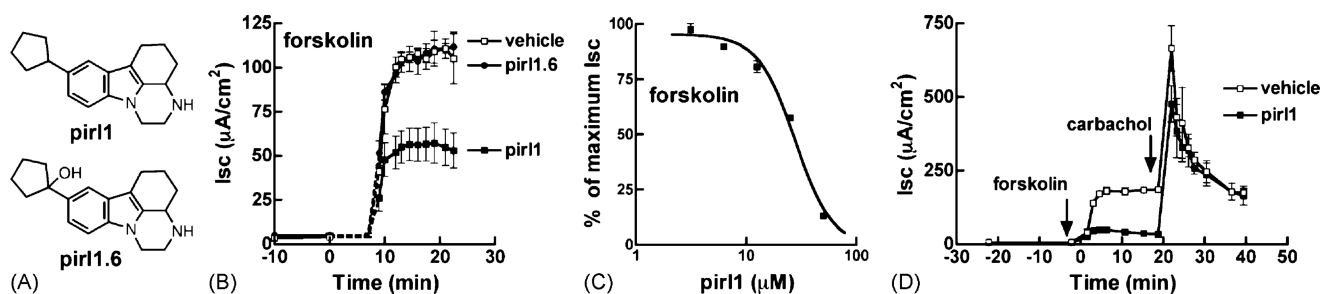 (A)
NH
N
pirl1
OH
NH
N
pirl1.6
(B)
Isc (μA/cm²)
125
100
75
50
25
0
-10
0
10
20
30
Time (min)
forskolin
vehicle
pirl1.6
pirl1
(C)
% of maximum Isc
100
75
50
25
0
1
10
100
pirl1 (μM)
forskolin
(D)
Isc (μA/cm²)
750
500
250
0
-30
-20
-10
0
10
20
30
40
50
Time (min)
forskolin
carbachol
vehicle
pirl1